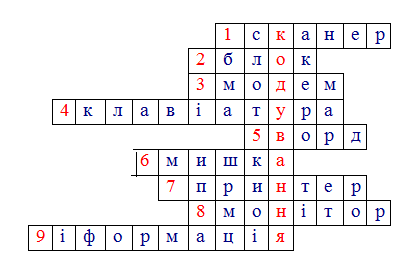 1 сканер
2 блок
3 модем
4 клавіатура
5 ворд
6 мишка
7 принтер
8 монітор
9 іформація